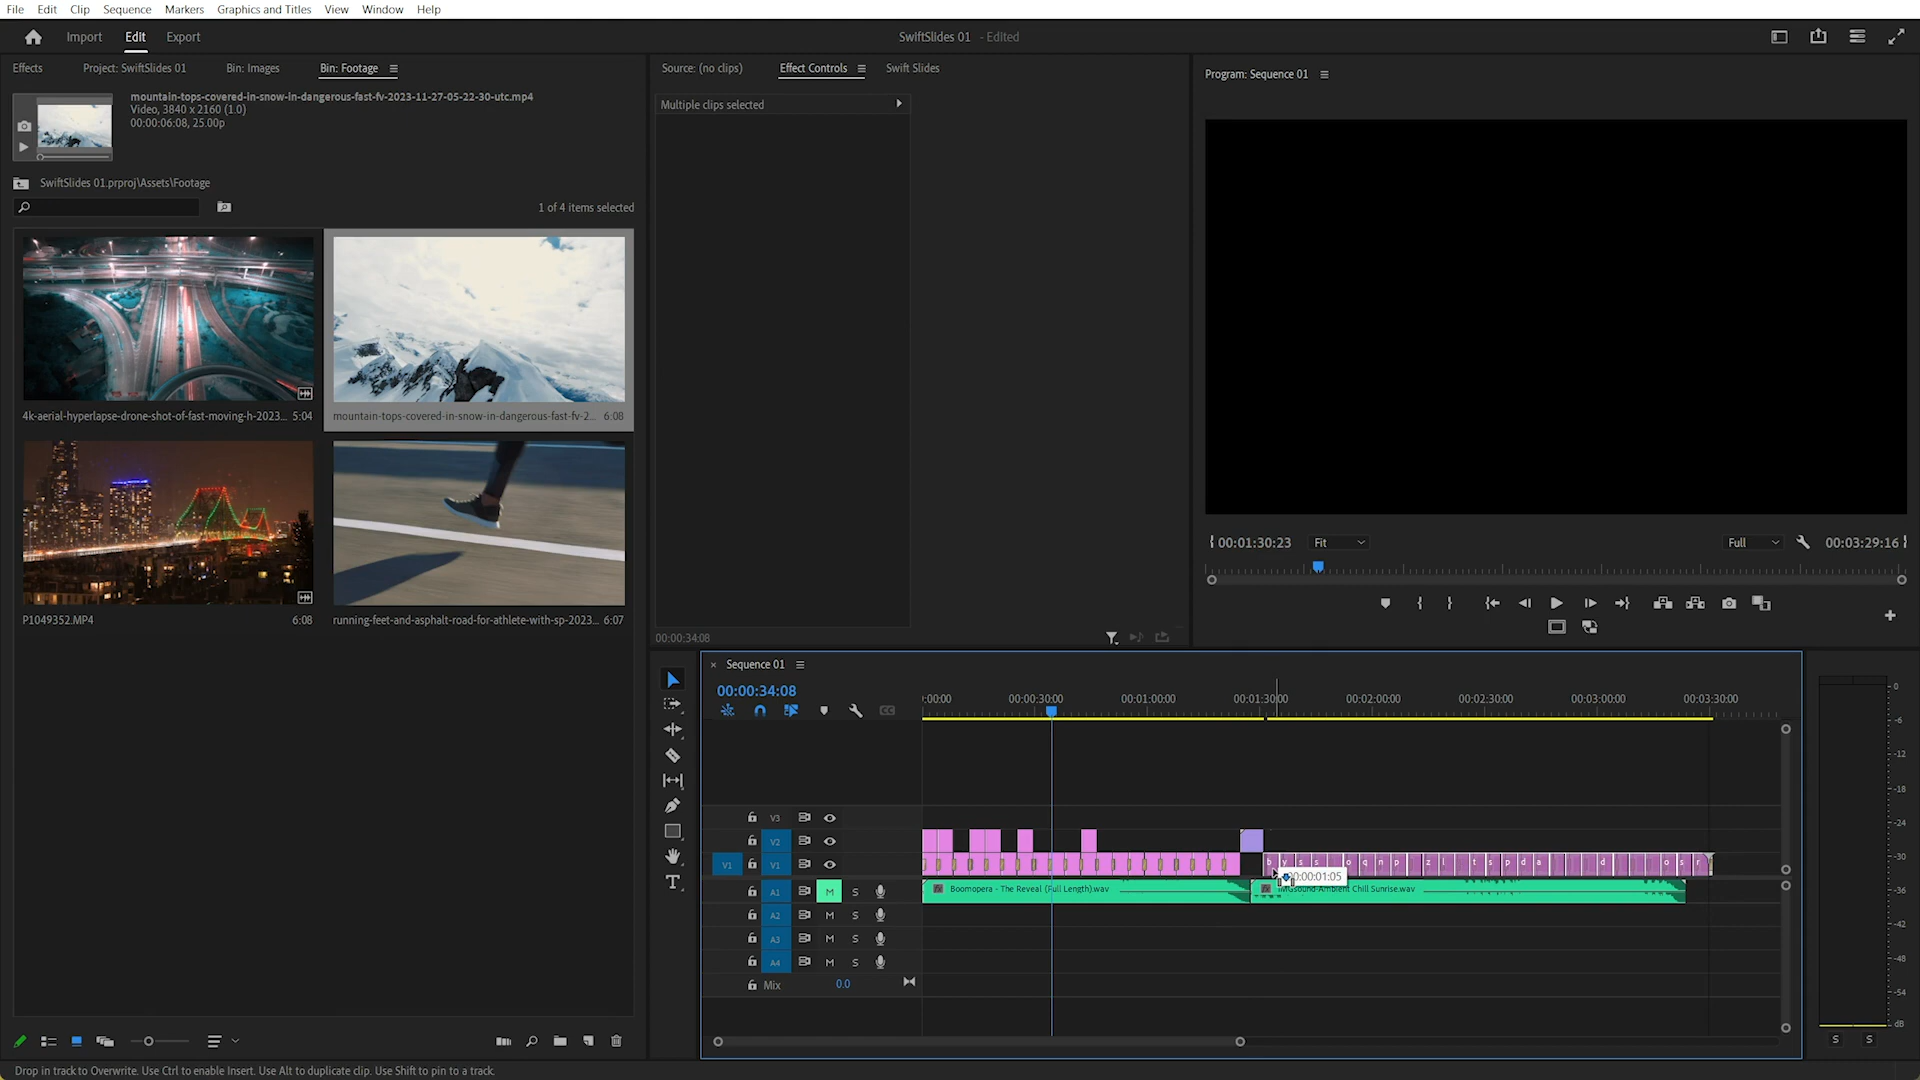 File Edit Clip Sequence Markers Graphics and Titles View Window Help
Import Edit Export
SwiftSlides 01 - Edited
Effects Project: SwiftSlides 01 Bin: Images Bin: Footage
mountain-tops-covered-in-snow-in-dangerous-fast-fv-2023-11-27-05-22-30-utc.mp4
Video, 3840 x 2160 (1.0)
00:00:06:08, 25.00p
SwiftSlides 01.prproj\Assets\Footage
1 of 4 items selected
4k-aerial-hyperlapse-drone-shot-of-fast-moving-h-2023... 5:04
mountain-tops-covered-in-snow-in-dangerous-fast-fv-2... 6:08
P1049352.MP4 6:08
running-feet-and-asphalt-road-for-athlete-with-sp-2023... 6:07
Source: (no clips) Effect Controls Swift Slides
Multiple clips selected
00:00:34:08
Program: Sequence 01
00:01:30:23 Fit Full 00:03:29:16
× Sequence 01
00:00:34:08
:00:00 00:00:30:00 00:01:00:00 00:01:30:00 00:02:00:00 00:02:30:00 00:03:00:00 00:03:30:00
V3
V2
V1 V1
b y s s o q n p z l t s p d a r d o s r
00:00:01:05
A1 M S
Boomopera - The Reveal (Full Length).wav
MGsound-Ambient Chill Sunrise.wav
A2 M S
A3 M S
A4 M S
Mix 0.0
0
-6
-12
-18
-24
-30
-36
-42
-48
-54
dB
S S
Drop in track to Overwrite. Use Ctrl to enable Insert. Use Alt to duplicate clip. Use Shift to pin to a track.